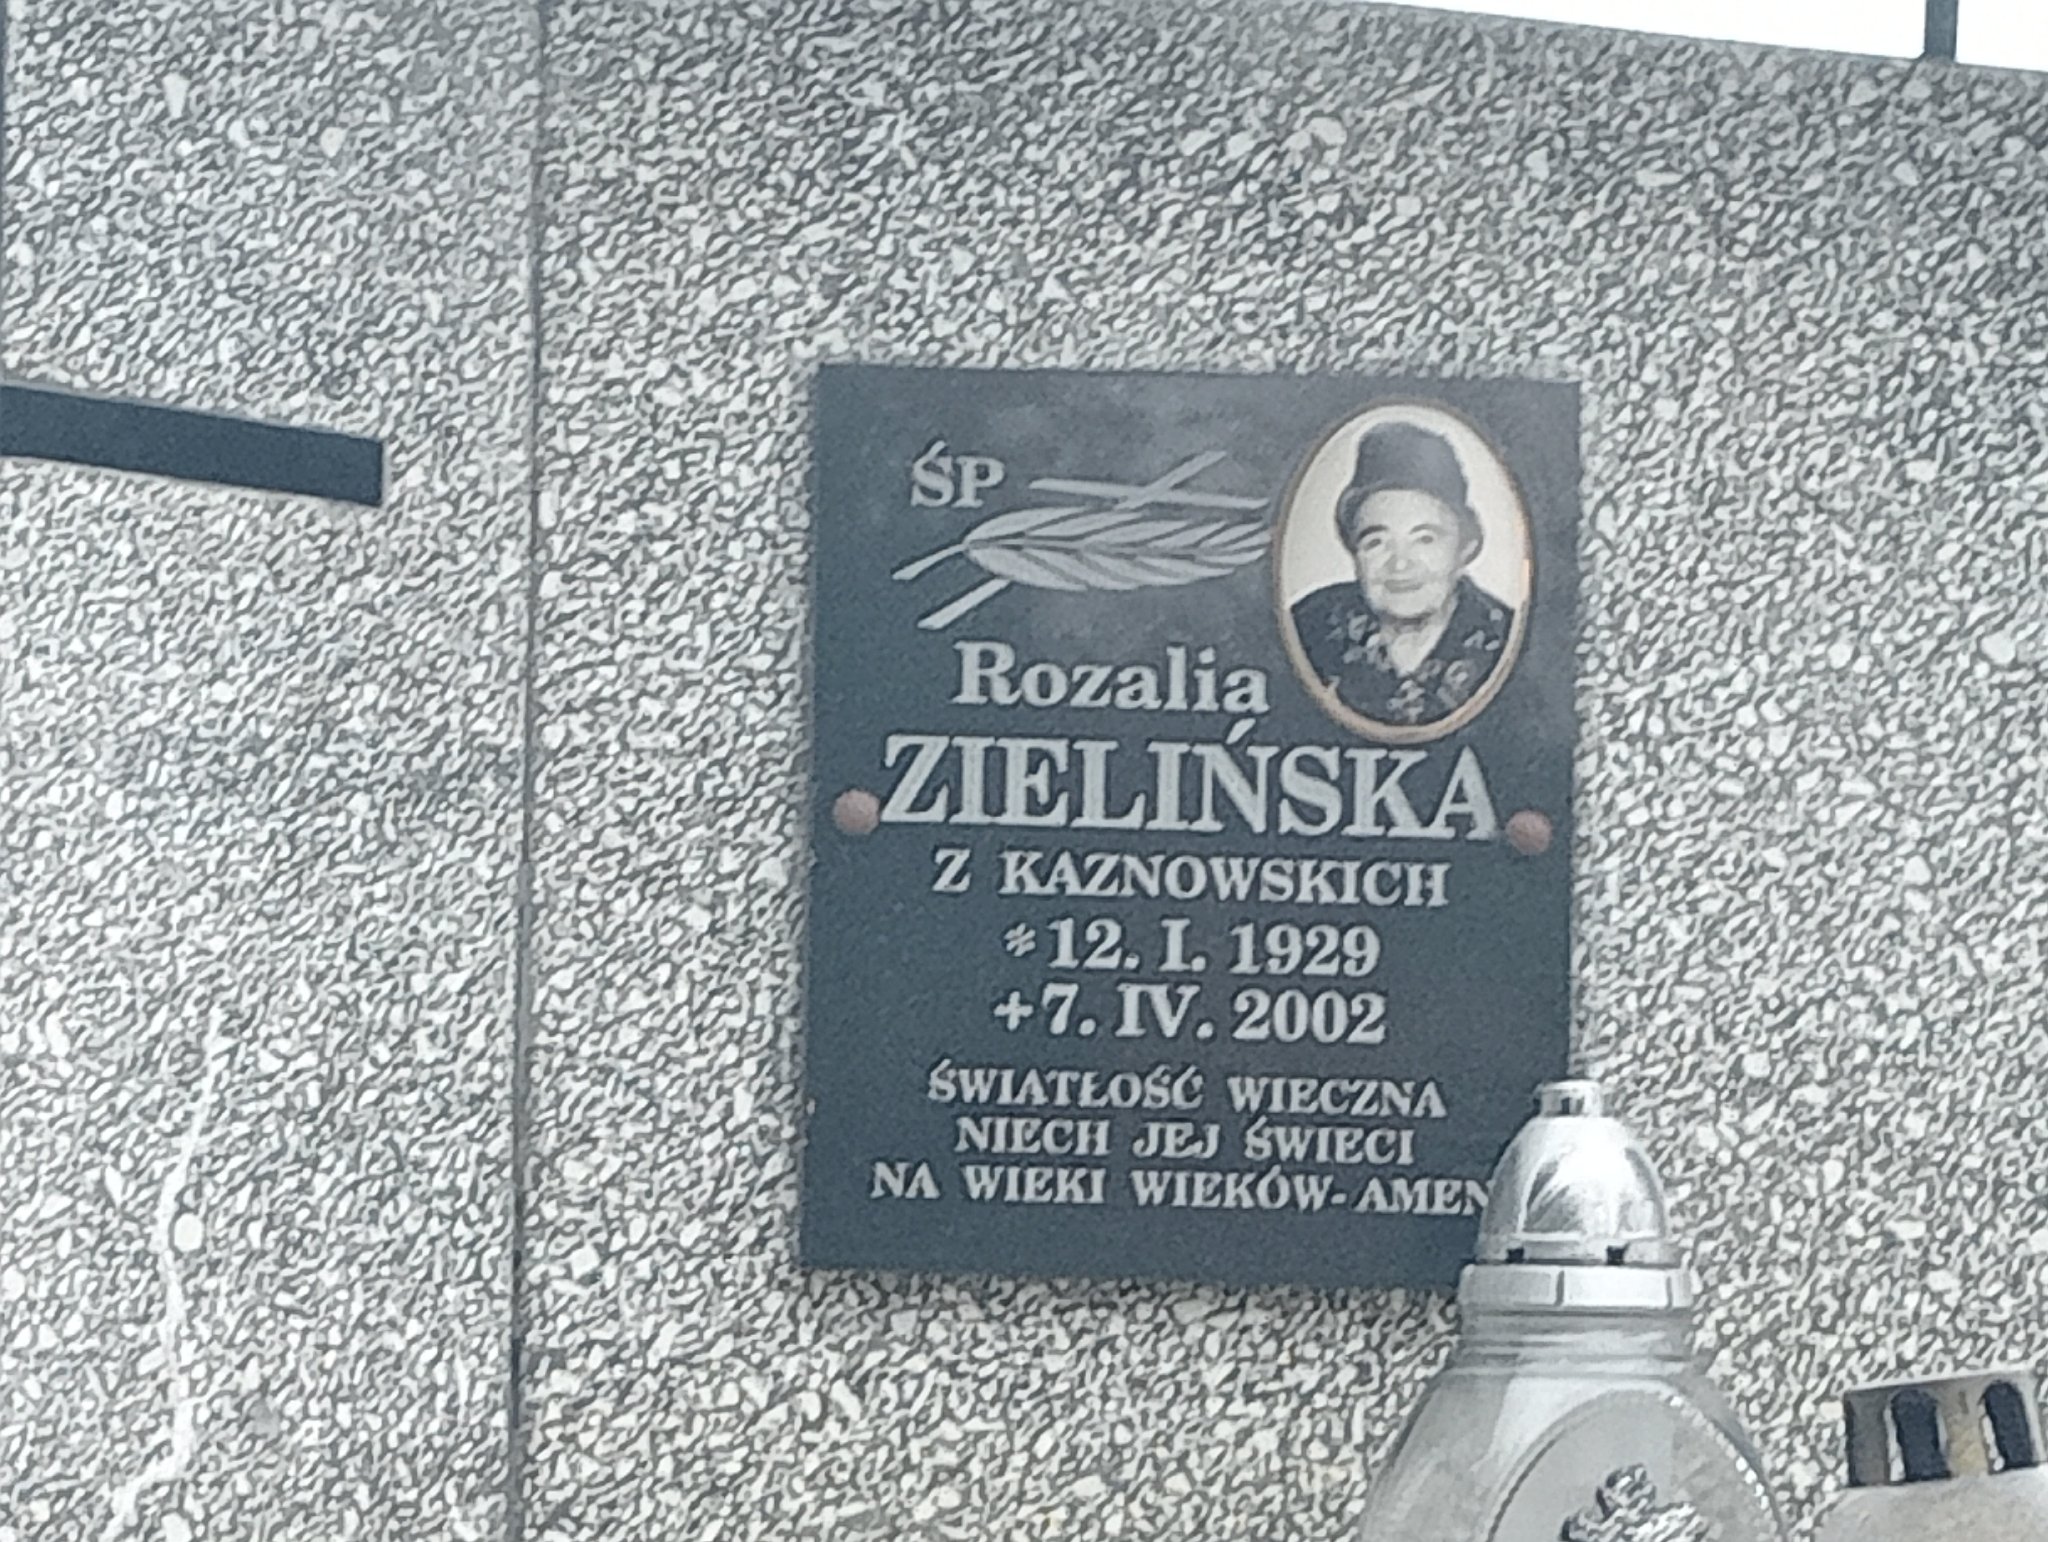 ŚP
Rozalia
ZIELIŃSKA
Z KAZNOWSKICH
*12. I. 1929
+7. IV. 2002
ŚWIATŁOŚĆ WIECZNA
NIECH JEJ ŚWIECI
NA WIEKI WIEKÓW-AMEN